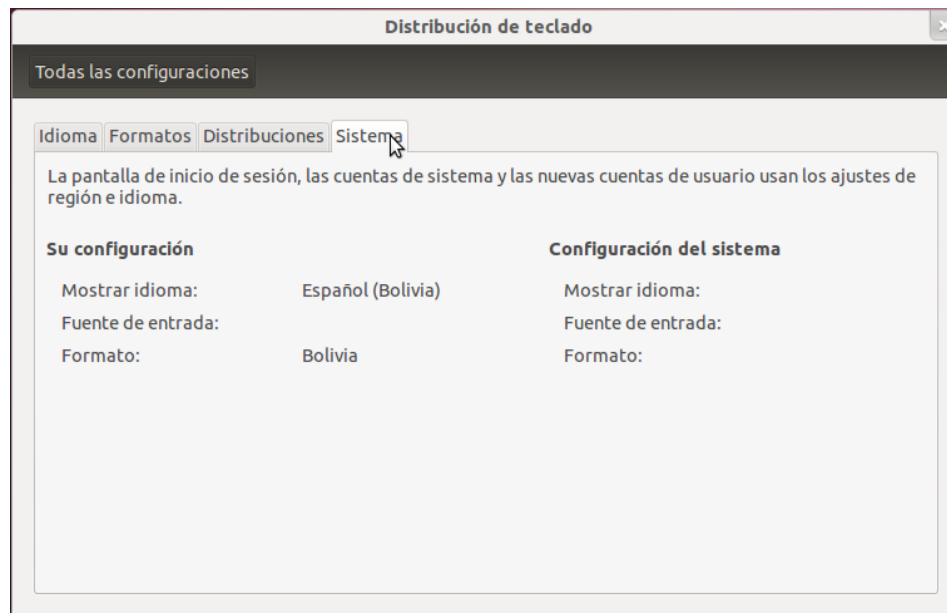 Distribución de teclado
Todas las configuraciones
Idioma Formatos Distribuciones Sistema
La pantalla de inicio de sesión, las cuentas de sistema y las nuevas cuentas de usuario usan los ajustes de
región e idioma.
Su configuración
Mostrar idioma: Español (Bolivia)
Fuente de entrada:
Formato: Bolivia
Configuración del sistema
Mostrar idioma:
Fuente de entrada:
Formato: